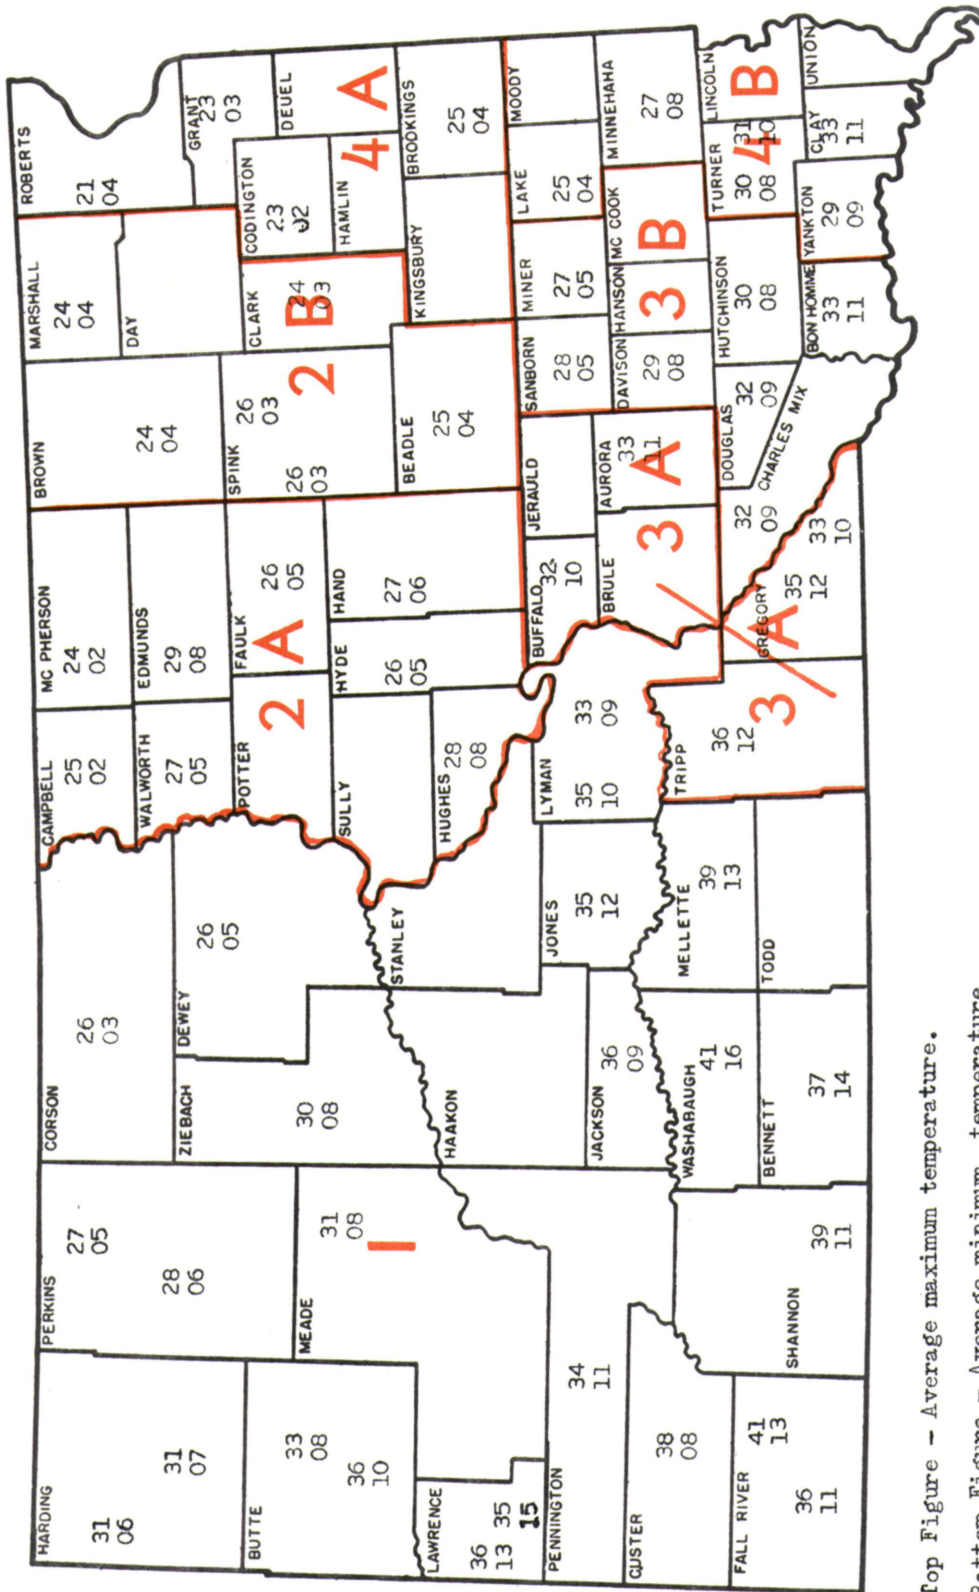 HARDING
31
06
31
07
PERKINS
27
05
28
06
CORSON
26
03
CAMPBELL
25
02
MC PHERSON
24
02
BROWN
24
04
MARSHALL
24
04
ROBERTS
21
04
BUTTE
33
08
36
10
MEADE
31
08
I
ZIEBACH
30
08
DEWEY
26
05
WALWORTH
27
05
EDMUNDS
29
08
DAY
GRANT
23
03
POTTER
2 A
FAULK
26
05
SPINK
26
03
26
03
2 B
CLARK
24
03
CODINGTON
23
02
DEUEL
HAMLIN
4 A
LAWRENCE
36
13
35
15
HAAKON
STANLEY
SULLY
HYDE
26
05
HAND
27
06
BEADLE
25
04
KINGSBURY
BROOKINGS
25
04
HUGHES
28
08
PENNINGTON
34
11
JACKSON
36
09
JONES
35
12
LYMAN
35
10
33
09
BUFFALO
32
10
JERAULD
SANBORN
28
05
MINER
27
05
LAKE
25
04
MOODY
CUSTER
38
08
BRULE
AURORA
33
11
3 A
DAVISON
29
08
HANSON
MC COOK
3 B
MINNEHAHA
27
08
WASHABAUGH
41
16
MELLETTE
39
13
TRIPP
36
12
3 A
GREGORY
35
12
33
10
CHARLES MIX
32
09
DOUGLAS
32
09
HUTCHINSON
30
08
TURNER
30
08
LINCOLN
31
10
4 B
FALL RIVER
41
13
36
11
SHANNON
39
11
BENNETT
37
14
TODD
BON HOMME
33
11
YANKTON
29
09
CLAY
33
11
UNION
Top Figure - Average maximum temperature.
Bottom Figure - Average minimum temperature